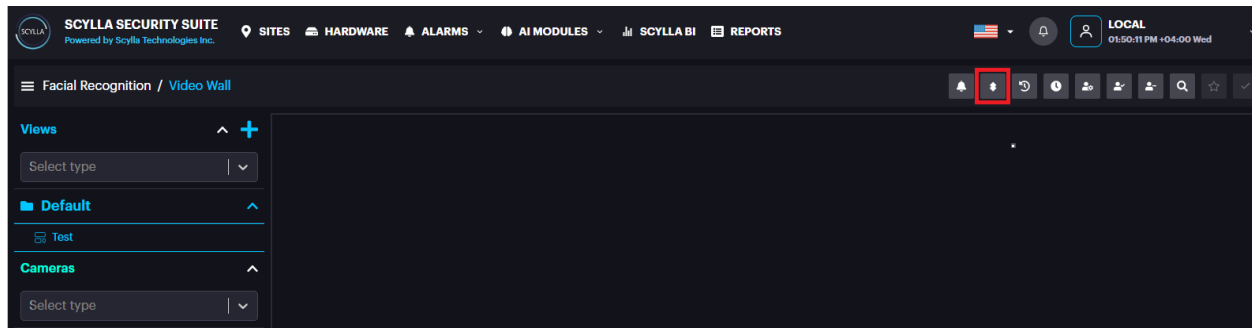 SCYLLA
SCYLLA SECURITY SUITE
Powered by Scylla Technologies Inc.
SITES
HARDWARE
ALARMS
AI MODULES
SCYLLA BI
REPORTS
LOCAL
01:50:11 PM +04:00 Wed
Facial Recognition / Video Wall
Views
Select type
Default
Test
Cameras
Select type